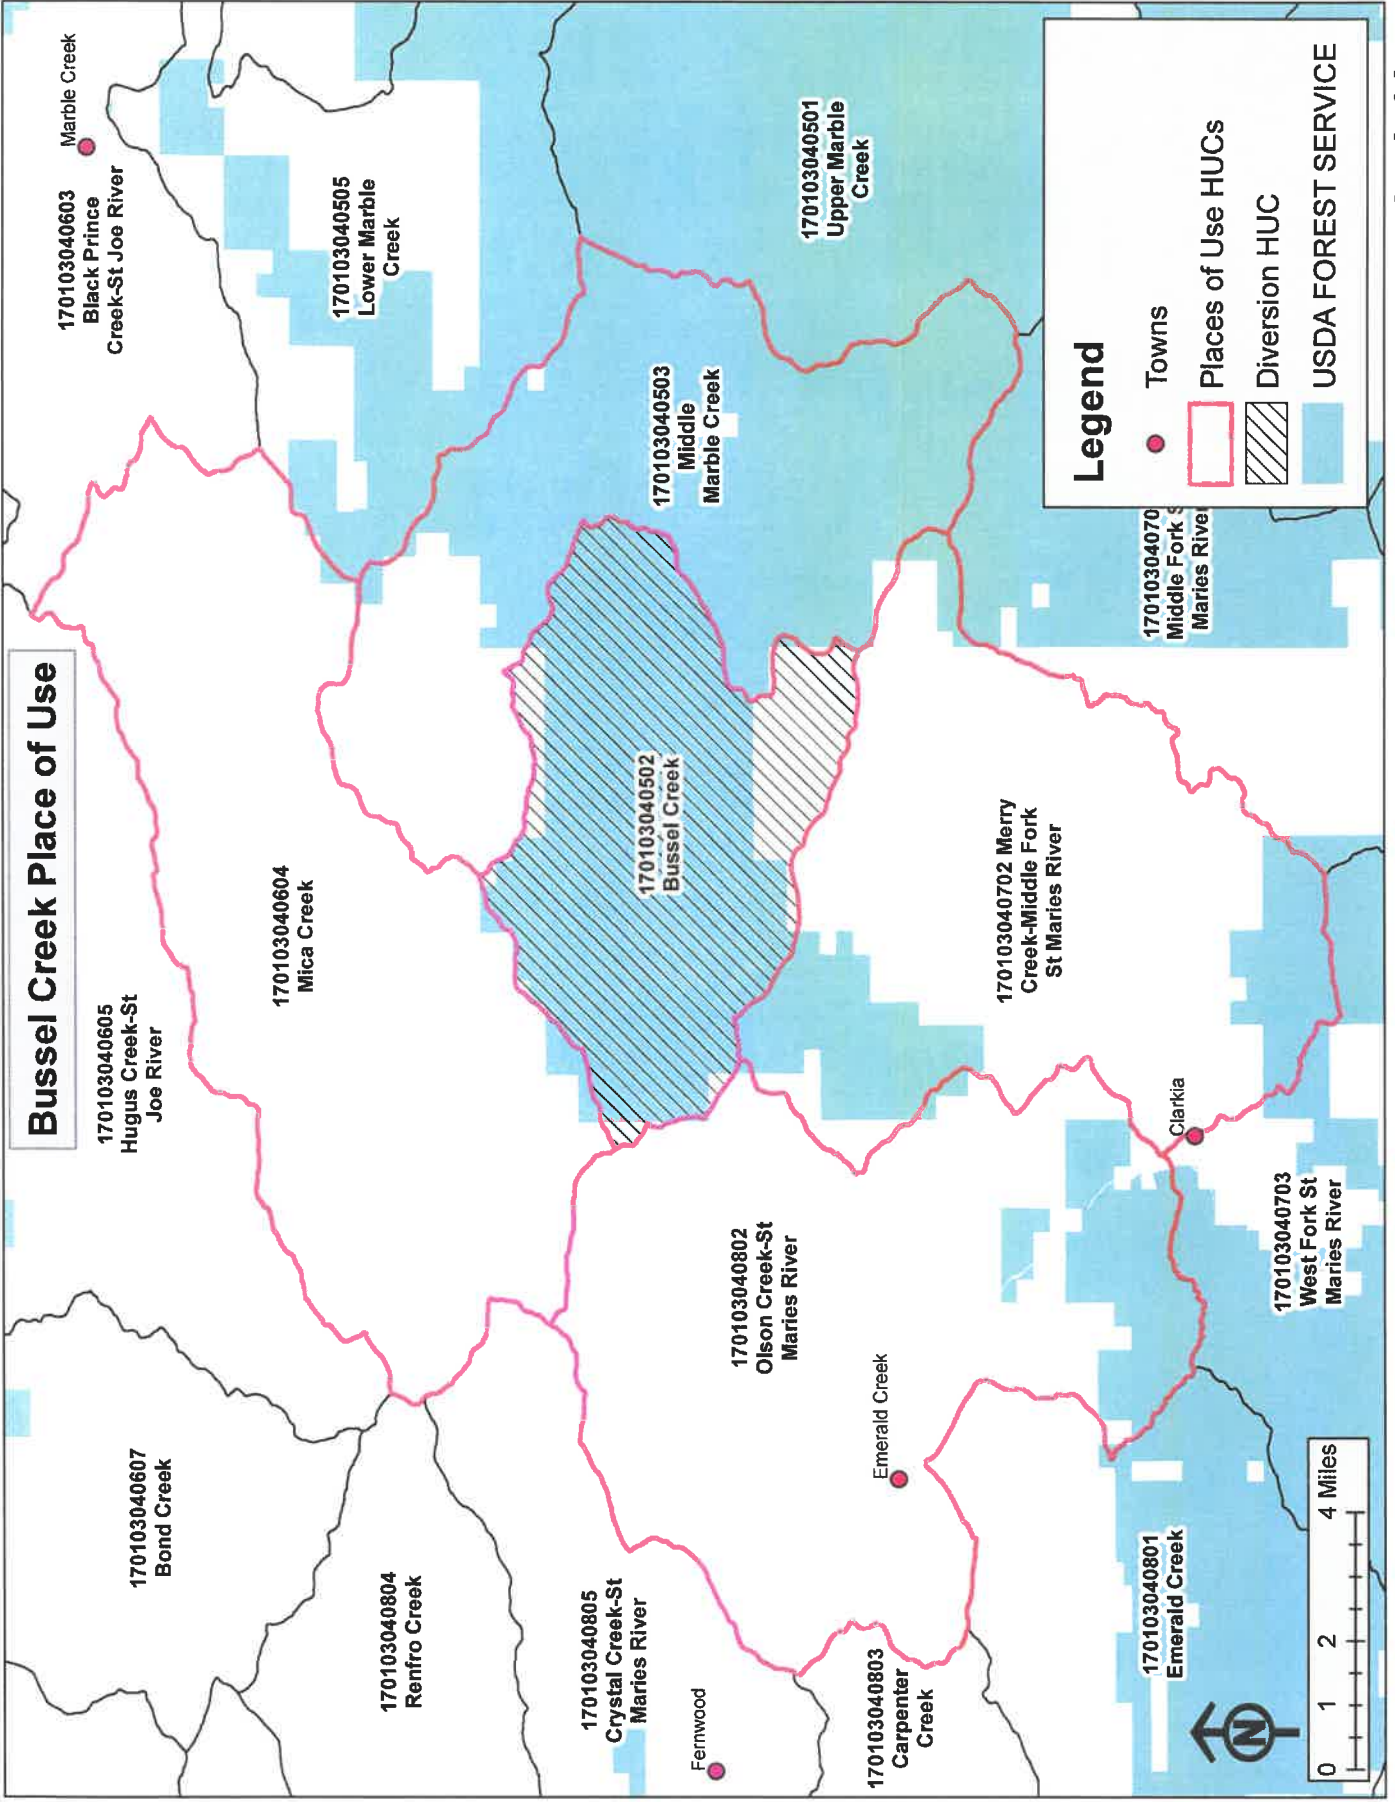 Bussel Creek Place of Use
170103040607
Bond Creek
170103040605
Hugus Creek-St
Joe River
170103040603
Black Prince
Creek-St Joe River
Marble Creek
170103040604
Mica Creek
170103040505
Lower Marble
Creek
170103040804
Renfro Creek
170103040805
Crystal Creek-St
Maries River
Fernwood
170103040502
Bussel Creek
170103040503
Middle
Marble Creek
170103040802
Olson Creek-St
Maries River
170103040501
Upper Marble
Creek
170103040803
Carpenter
Creek
Emerald Creek
170103040702 Merry
Creek-Middle Fork
St Maries River
170103040801
Emerald Creek
Clarkia
17010304070
Middle Fork S
Maries River
170103040703
West Fork St
Maries River
N
0 1 2 4 Miles
Legend
Towns
Places of Use HUCs
Diversion HUC
USDA FOREST SERVICE